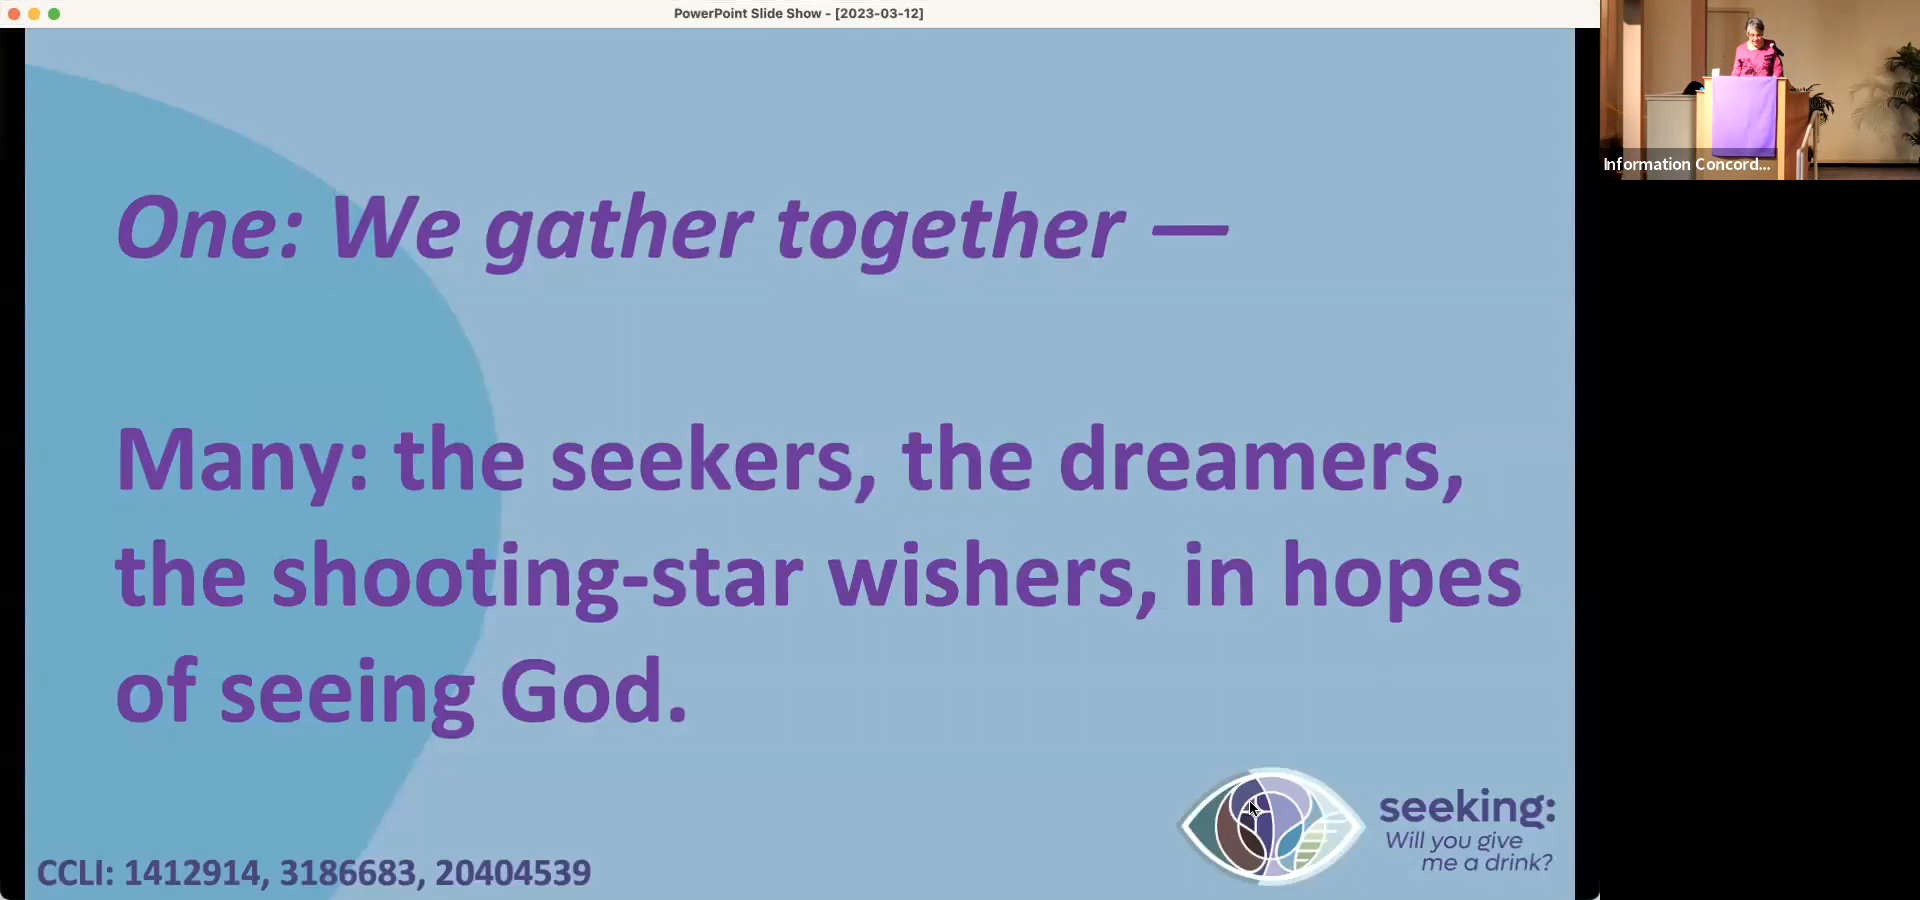 PowerPoint Slide Show - [2023-03-12]
Information Concord...
One: We gather together —
Many: the seekers, the dreamers,
the shooting-star wishers, in hopes
of seeing God.
seeking:
Will you give
me a drink?
CCLI: 1412914, 3186683, 20404539